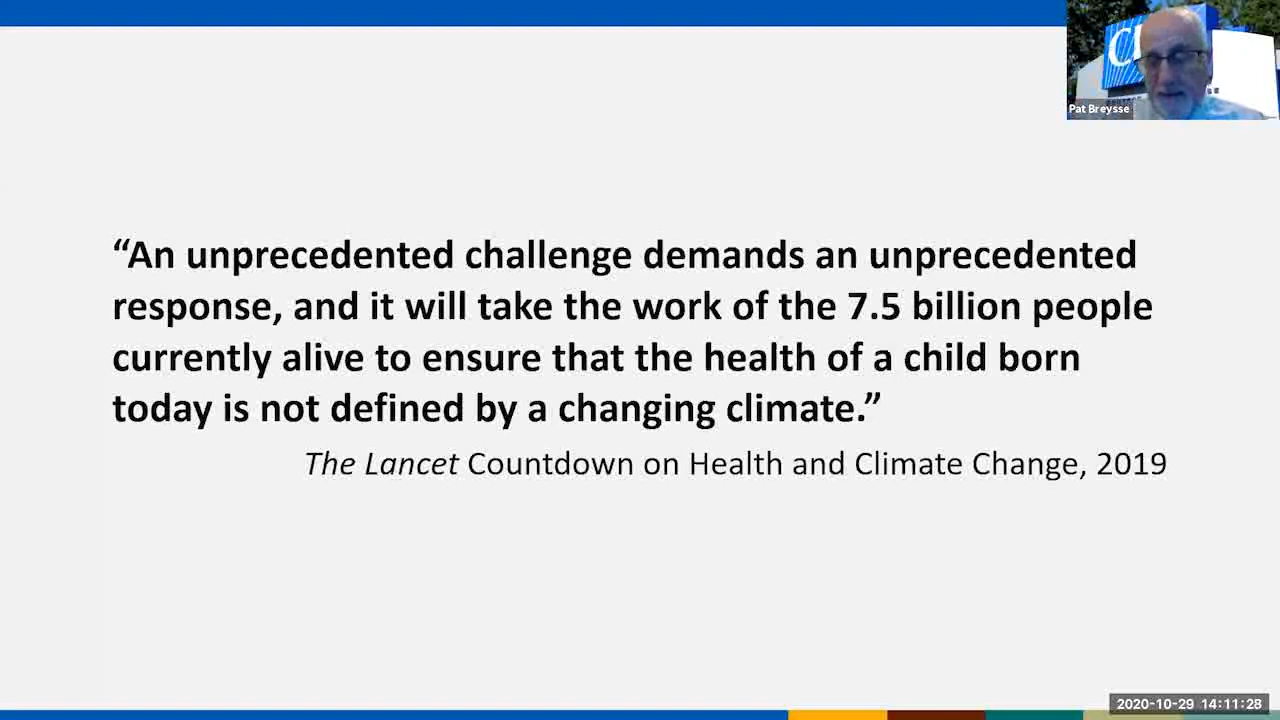 Pat Breysse
“An unprecedented challenge demands an unprecedented
response, and it will take the work of the 7.5 billion people
currently alive to ensure that the health of a child born
today is not defined by a changing climate.”
The Lancet Countdown on Health and Climate Change, 2019
2020-10-29 14:11:28